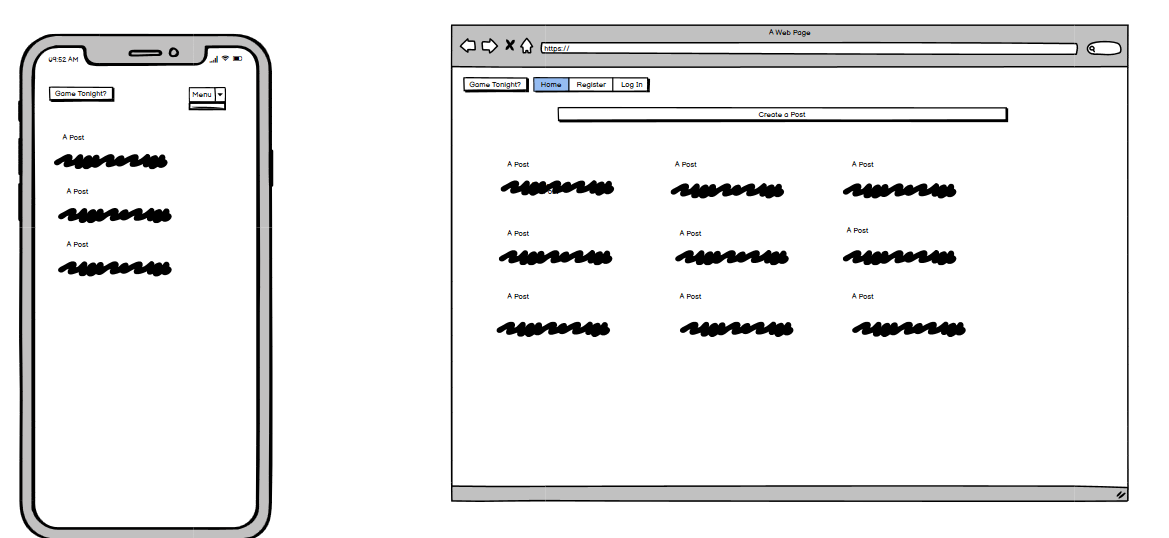 09:52 AM
Game Tonight?
Menu
A Post
A Post
A Post
A Web Page
https://
Game Tonight? Home Register Log In
Create a Post
A Post A Post A Post
A Post A Post A Post
A Post A Post A Post